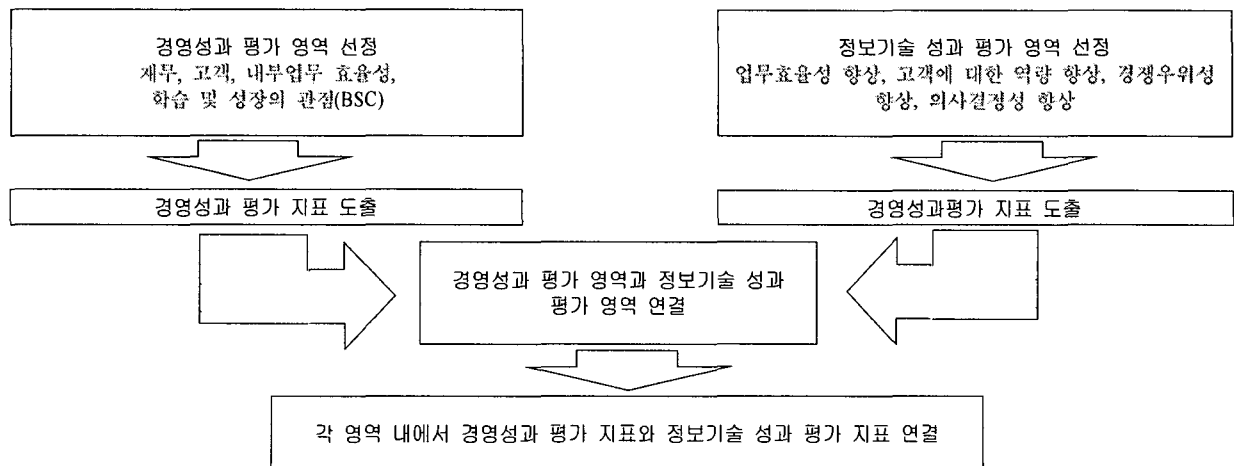 경영성과 평가 영역 선정
재무, 고객, 내부업무 효율성,
학습 및 성장의 관점(BSC)
정보기술 성과 평가 영역 선정
업무효율성 향상, 고객에 대한 역량 향상, 경쟁우위성
향상, 의사결정성 향상
경영성과 평가 지표 도출
경영성과평가 지표 도출
경영성과 평가 영역과 정보기술 성과
평가 영역 연결
각 영역 내에서 경영성과 평가 지표와 정보기술 성과 평가 지표 연결